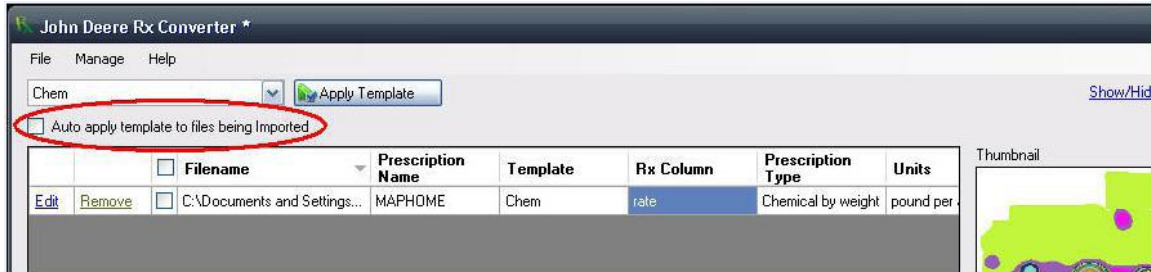 John Deere Rx Converter *
File Manage Help
Chem Apply Template Show/Hid
Auto apply template to files being Imported
Filename Prescription Name Template Rx Column Prescription Type Units Thumbnail
Edit Remove C:\Documents and Settings... MAPHOME Chem rate Chemical by weight pound per